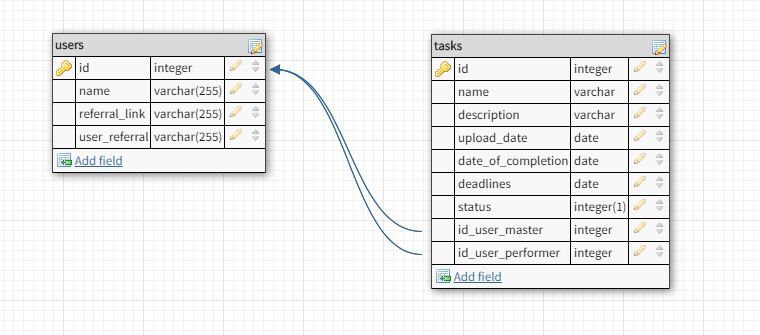 users
id integer
name varchar(255)
referral_link varchar(255)
user_referral varchar(255)
Add field
tasks
id integer
name varchar
description varchar
upload_date date
date_of_completion date
deadlines date
status integer(1)
id_user_master integer
id_user_performer integer
Add field